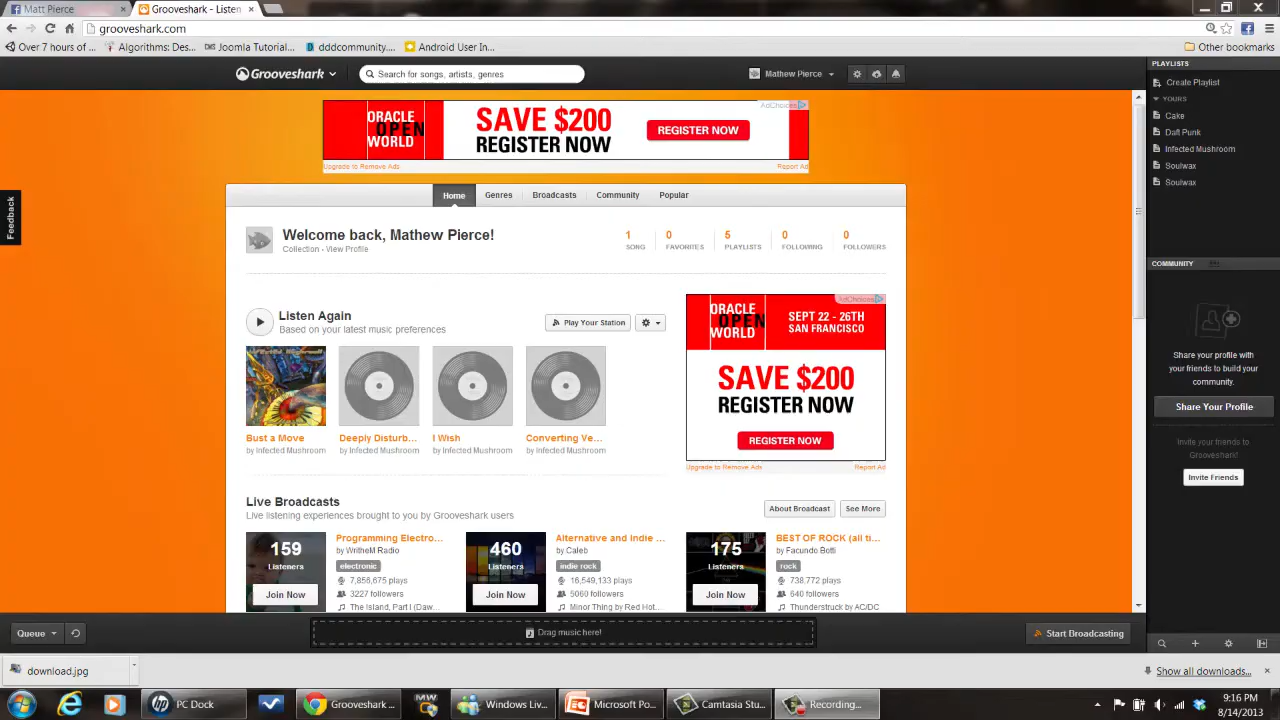 Matt Pierce
Grooveshark - Listen
grooveshark.com
Over 7 hours of ...
Algorithms: Des...
Joomla Tutorial
dddcommunity...
Android User In...
Other bookmarks
Grooveshark
Search for songs, artists, genres
Mathew Pierce
PLAYLISTS
Create Playlist
YOURS
Cake
Daft Punk
Infected Mushroom
Soulwax
Soulwax
ORACLE
OPEN
WORLD
SAVE $200
REGISTER NOW
REGISTER NOW
AdChoices
Upgrade to Remove Ads
Report Ad
Feedback
Home
Genres
Broadcasts
Community
Popular
Welcome back, Mathew Pierce!
Collection · View Profile
1
SONG
0
FAVORITES
5
PLAYLISTS
0
FOLLOWING
0
FOLLOWERS
COMMUNITY
Listen Again
Based on your latest music preferences
Play Your Station
Bust a Move
by Infected Mushroom
Deeply Disturb...
by Infected Mushroom
I Wish
by Infected Mushroom
Converting Ve...
by Infected Mushroom
AdChoices
ORACLE
OPEN
WORLD
SEPT 22 - 26TH
SAN FRANCISCO
SAVE $200
REGISTER NOW
REGISTER NOW
Upgrade to Remove Ads
Report Ad
Share your profile with
your friends to build your
community.
Share Your Profile
Invite your friends to
Grooveshark!
Invite Friends
Live Broadcasts
Live listening experiences brought to you by Grooveshark users
About Broadcast
See More
159
Listeners
Join Now
Programming Electro...
by WritheM Radio
electronic
7,856,675 plays
3227 followers
The Island, Part I (Daw...
460
Listeners
Join Now
Alternative and Indie ...
by Caleb
indie rock
16,549,133 plays
5060 followers
Minor Thing by Red Hot...
175
Listeners
Join Now
BEST OF ROCK (all ti...
by Facundo Botti
rock
738,772 plays
640 followers
Thunderstruck by AC/DC
Queue
Drag music here!
Start Broadcasting
download.jpg
Show all downloads...
PC Dock
Grooveshark ...
Windows Liv...
Microsoft Po...
Camtasia Stu...
Recording...
9:16 PM
8/14/2013